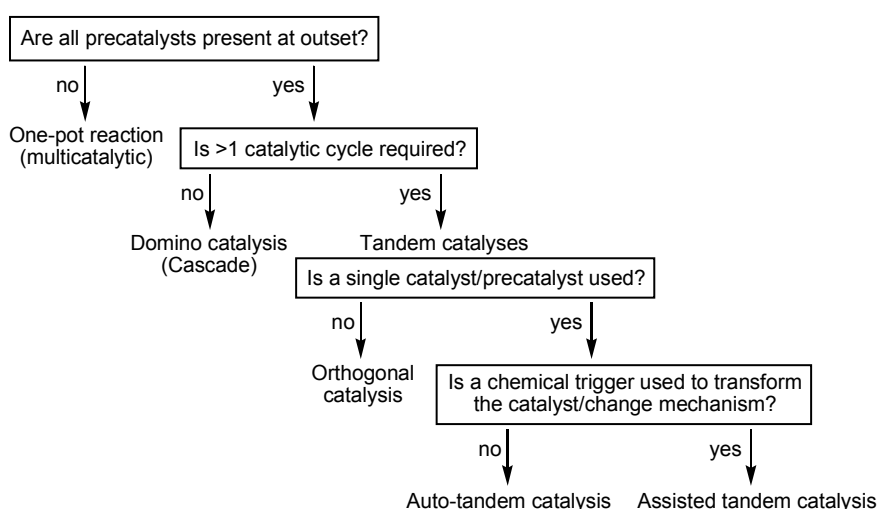 Are all precatalysts present at outset?
no
yes
One-pot reaction
(multicatalytic)
Is >1 catalytic cycle required?
no
yes
Domino catalysis
(Cascade)
Tandem catalyses
Is a single catalyst/precatalyst used?
no
yes
Orthogonal
catalysis
Is a chemical trigger used to transform
the catalyst/change mechanism?
no
yes
Auto-tandem catalysis
Assisted tandem catalysis